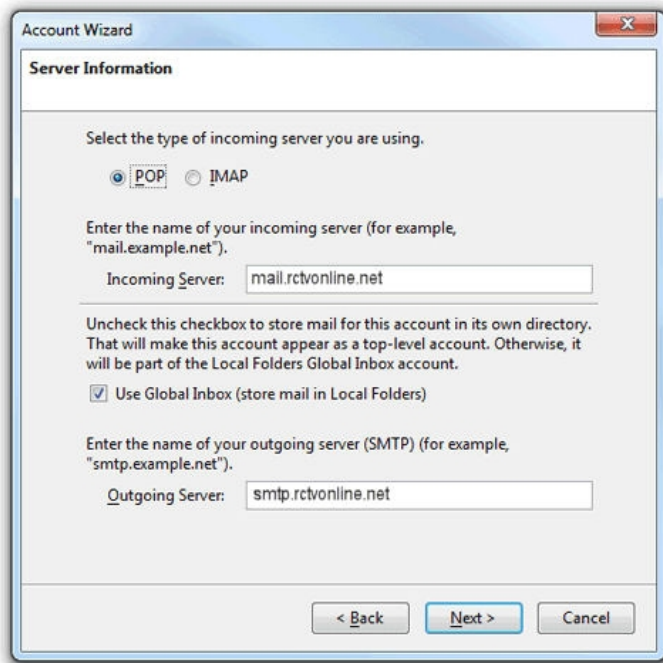 Account Wizard
Server Information
Select the type of incoming server you are using.
POP IMAP
Enter the name of your incoming server (for example,
"mail.example.net").
Incoming Server: mail.rctvonline.net
Uncheck this checkbox to store mail for this account in its own directory.
That will make this account appear as a top-level account. Otherwise, it
will be part of the Local Folders Global Inbox account.
Use Global Inbox (store mail in Local Folders)
Enter the name of your outgoing server (SMTP) (for example,
"smtp.example.net").
Outgoing Server: smtp.rctvonline.net
< Back Next > Cancel